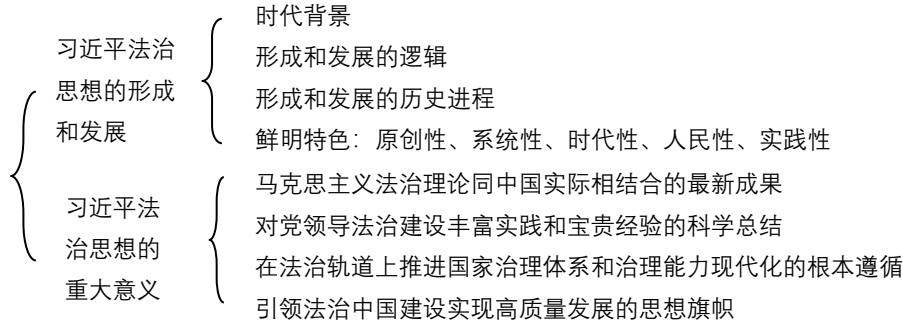 习近平法治
思想的形成
和发展
时代背景
形成和发展的逻辑
形成和发展的历史进程
鲜明特色：原创性、系统性、时代性、人民性、实践性
习近平法
治思想的
重大意义
马克思主义法治理论同中国实际相结合的最新成果
对党领导法治建设丰富实践和宝贵经验的科学总结
在法治轨道上推进国家治理体系和治理能力现代化的根本遵循
引领法治中国建设实现高质量发展的思想旗帜